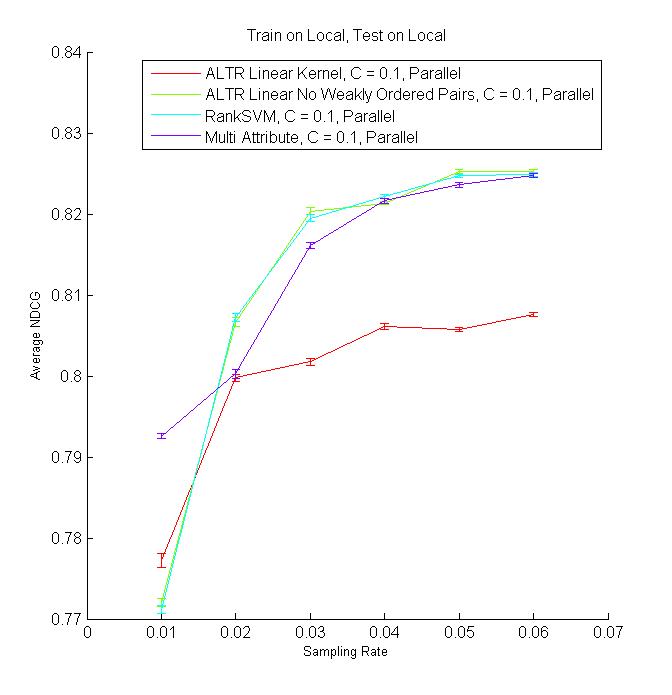 Train on Local, Test on Local
ALTR Linear Kernel, C = 0.1, Parallel
ALTR Linear No Weakly Ordered Pairs, C = 0.1, Parallel
RankSVM, C = 0.1, Parallel
Multi Attribute, C = 0.1, Parallel
0.84
0.83
0.82
0.81
0.8
0.79
0.78
0.77
Average NDCG
0 0.01 0.02 0.03 0.04 0.05 0.06 0.07
Sampling Rate